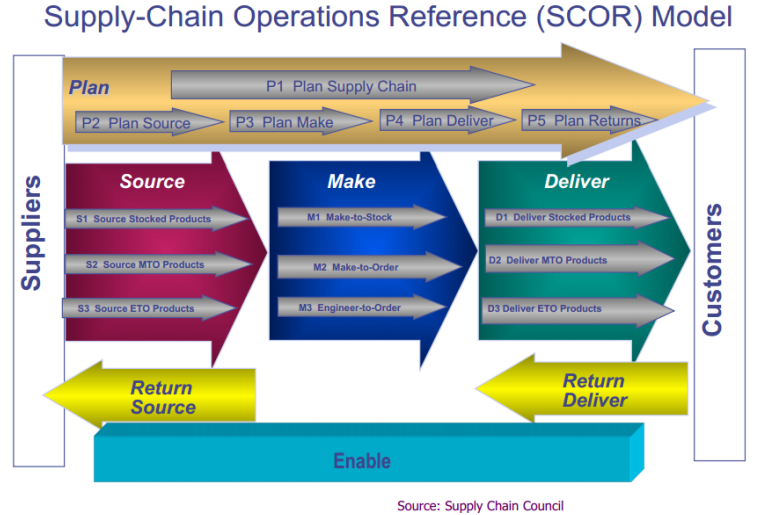 Supply-Chain Operations Reference (SCOR) Model
Suppliers
Plan
P1 Plan Supply Chain
P2 Plan Source
P3 Plan Make
P4 Plan Deliver
P5 Plan Returns
Source
S1 Source Stocked Products
S2 Source MTO Products
S3 Source ETO Products
Make
M1 Make-to-Stock
M2 Make-to-Order
M3 Engineer-to-Order
Deliver
D1 Deliver Stocked Products
D2 Deliver MTO Products
D3 Deliver ETO Products
Customers
Return
Source
Return
Deliver
Enable
Source: Supply Chain Council